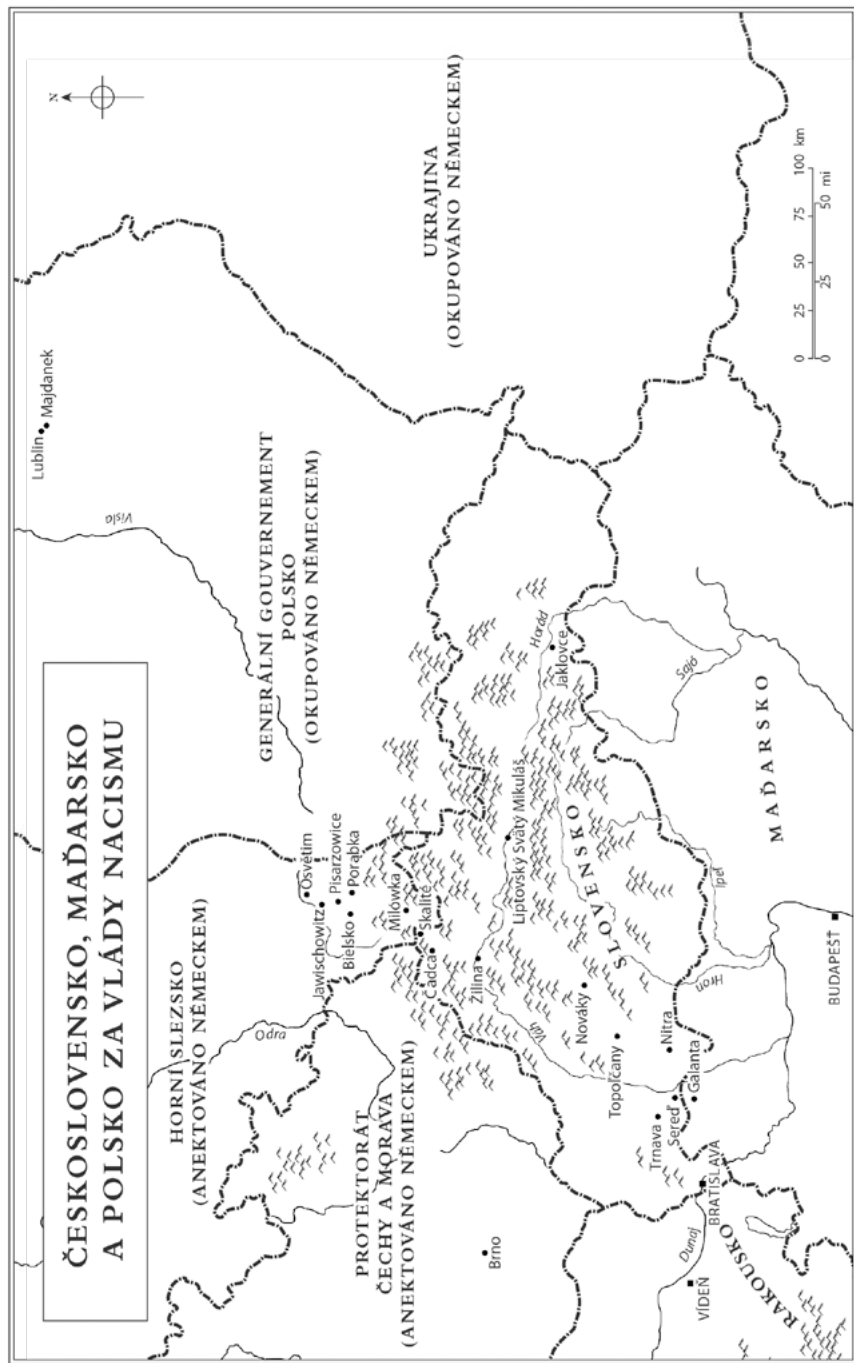 ČESKOSLOVENSKO, MAĎARSKO
A POLSKO ZA VLÁDY NACISMU
N
Lublin
Majdanek
Visla
GENERÁLNÍ GOUVERNEMENT
POLSKO
(OKUPOVÁNO NĚMECKEM)
UKRAJINA
(OKUPOVÁNO NĚMECKEM)
HORNÍ SLEZSKO
(ANEKTOVÁNO NĚMECKEM)
Odra
Osvětim
Jawischowitz
Pisarzowice
Bielsko
Porąbka
Milówka
Skalité
Čadca
PROTEKTORÁT
ČECHY A MORAVA
(ANEKTOVÁNO NĚMECKEM)
Brno
Žilina
Liptovský Svätý Mikuláš
Váh
Hornád
Jaklovce
SLOVENSKO
Nováky
Topoľčany
Nitra
Trnava
Sereď
Galanta
BRATISLAVA
Dunaj
VÍDEŇ
RAKOUSKO
Hron
Ipeľ
Sajó
MAĎARSKO
BUDAPEŠŤ
0 25 50 75 100 km
0 25 50 mi